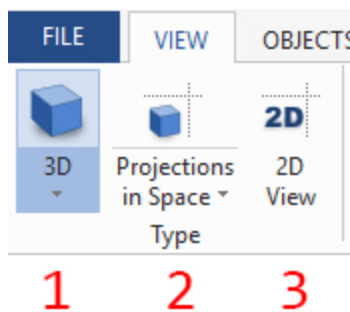 FILE VIEW OBJECTS
2D
3D Projections 2D
in Space View
Type
1 2 3